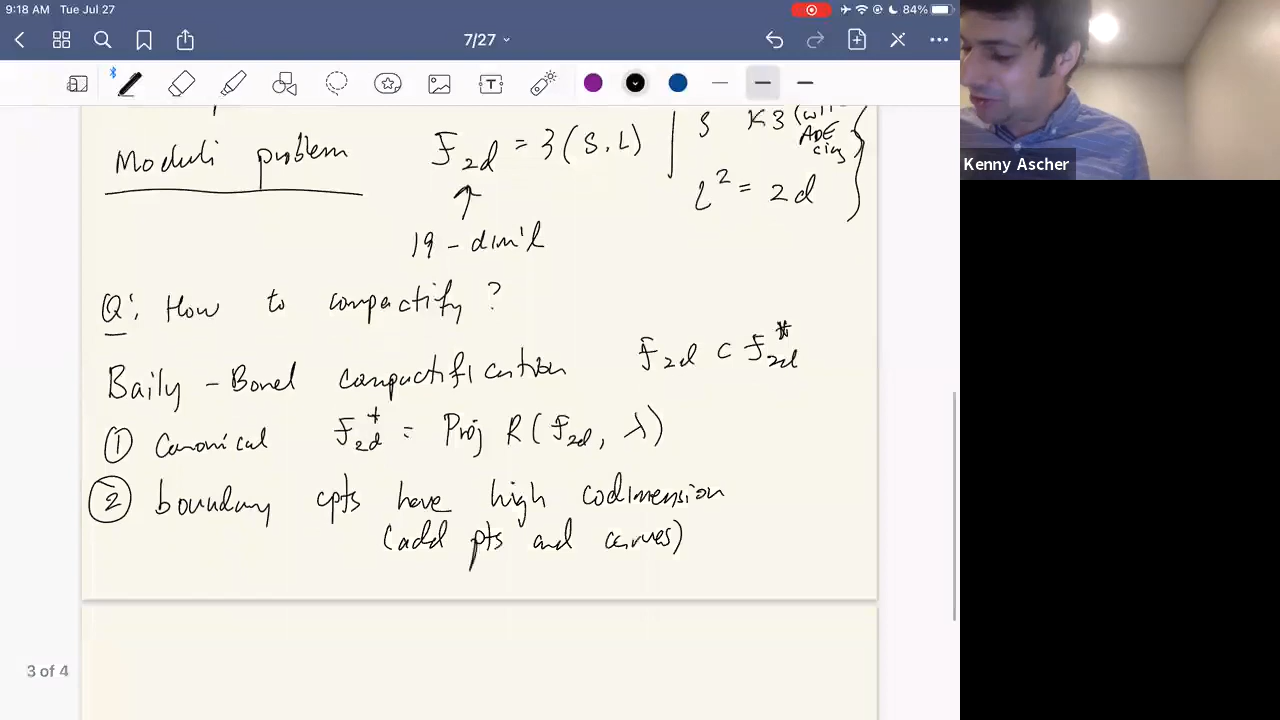 9:18 AM Tue Jul 27
84%
7/27
Moduli problem
F_2d = { (S, L) | S K3 (w/ ADE
L^2 = 2d }
19 - dim'l
Q: How to compactify?
Baily - Borel compactification F_2d ⊂ F_2d^*
① Canonical F_2d^* = Proj R(F_2d, λ)
② boundary cpts have high codimension
(add pts and curves)
3 of 4
Kenny Ascher